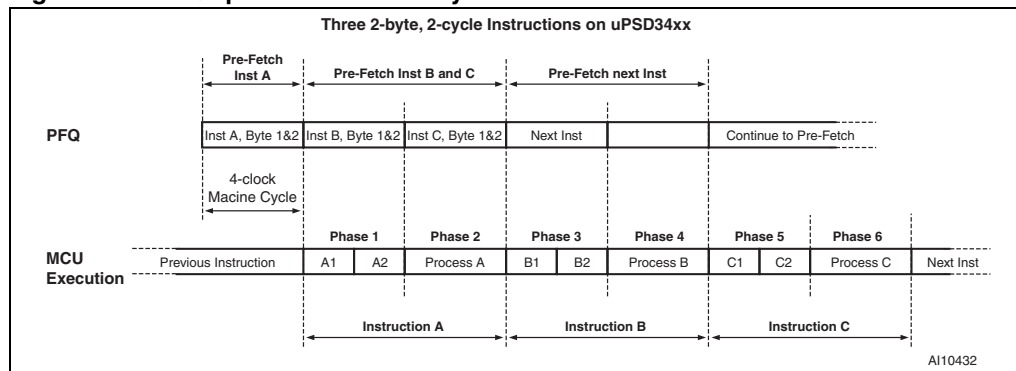 Three 2-byte, 2-cycle Instructions on uPSD34xx
Pre-Fetch
Inst A
Pre-Fetch Inst B and C
Pre-Fetch next Inst
PFQ
Inst A, Byte 1&2
Inst B, Byte 1&2
Inst C, Byte 1&2
Next Inst
Continue to Pre-Fetch
4-clock
Macine Cycle
Phase 1
Phase 2
Phase 3
Phase 4
Phase 5
Phase 6
MCU
Execution
Previous Instruction
A1
A2
Process A
B1
B2
Process B
C1
C2
Process C
Next Inst
Instruction A
Instruction B
Instruction C
AI10432